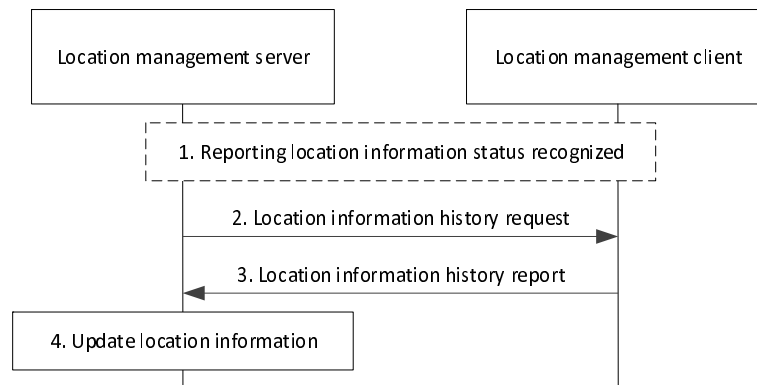 Location management server
Location management client
1. Reporting location information status recognized
2. Location information history request
3. Location information history report
4. Update location information